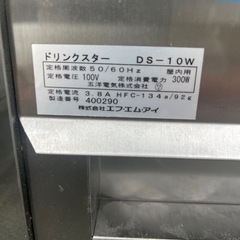 ドリンクスター DS-10W
定格周波数 50/60Hz 屋内用
定格電圧 100V 定格消費電力 300W
五洋電気株式会社
定格電流 3.8A HFC-134a/92g
製造番号 400290
株式会社エフ・エム・アイ